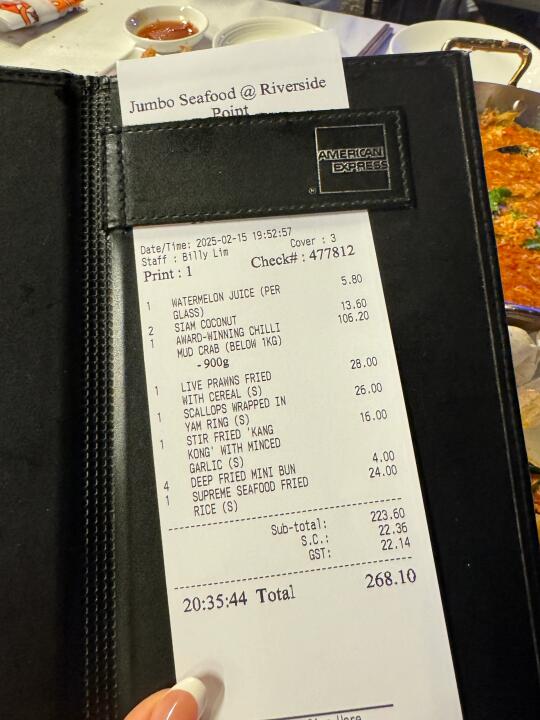 Jumbo Seafood @ Riverside
Point
AMERICAN
EXPRESS
Date/Time: 2025-02-15 19:52:57
Staff : Billy Lim Cover : 3
Print : 1 Check# : 477812
1 WATERMELON JUICE (PER 5.80
GLASS)
2 SIAM COCONUT 13.60
1 AWARD-WINNING CHILLI 106.20
MUD CRAB (BELOW 1KG)
- 900g
1 LIVE PRAWNS FRIED 28.00
WITH CEREAL (S)
1 SCALLOPS WRAPPED IN 26.00
YAM RING (S)
1 STIR FRIED 'KANG 16.00
KONG' WITH MINCED
GARLIC (S)
4 DEEP FRIED MINI BUN 4.00
1 SUPREME SEAFOOD FRIED 24.00
RICE (S)
Sub-total: 223.60
S.C.: 22.36
GST: 22.14
20:35:44 Total 268.10